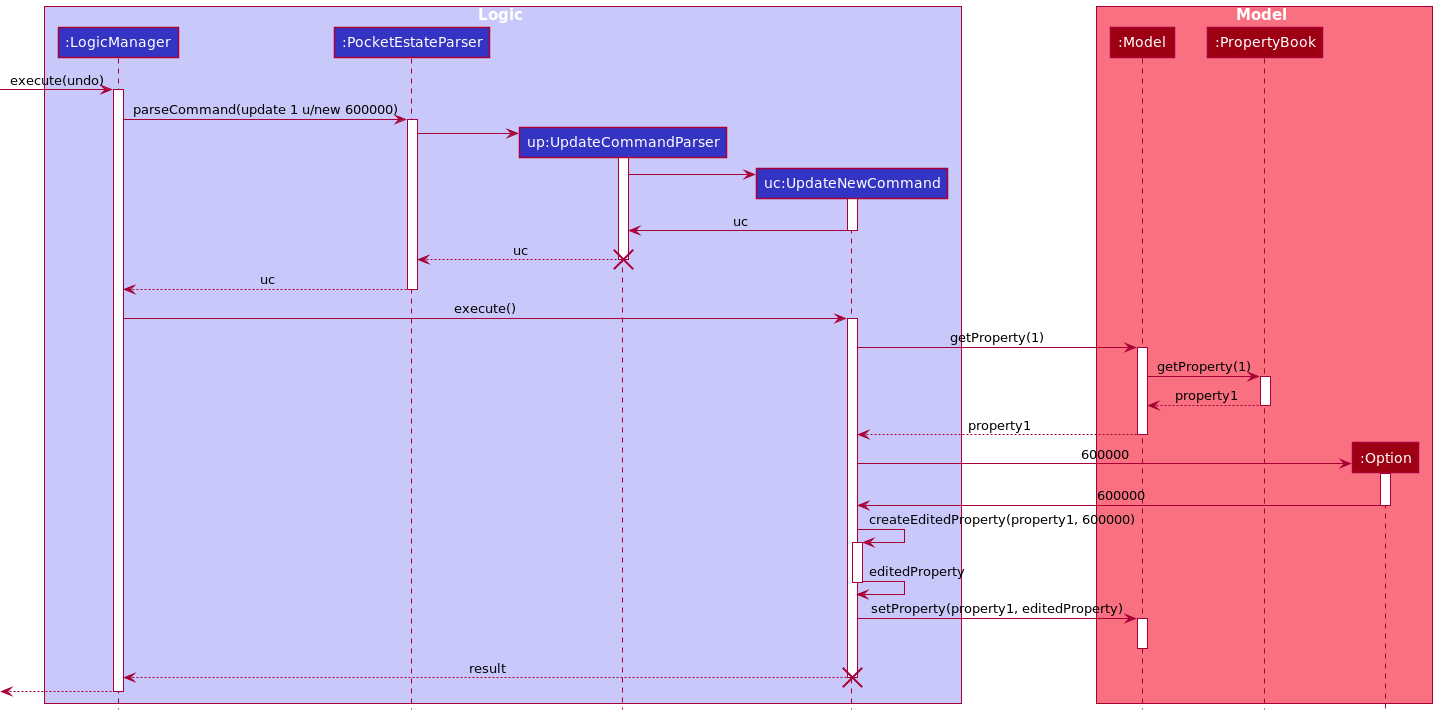 Logic
Model
:LogicManager
:PocketEstateParser
:Model
:PropertyBook
execute(undo)
parseCommand(update 1 u/new 600000)
up:UpdateCommandParser
uc:UpdateNewCommand
uc
uc
uc
execute()
getProperty(1)
getProperty(1)
property1
property1
600000
:Option
600000
createEditedProperty(property1, 600000)
editedProperty
setProperty(property1, editedProperty)
result